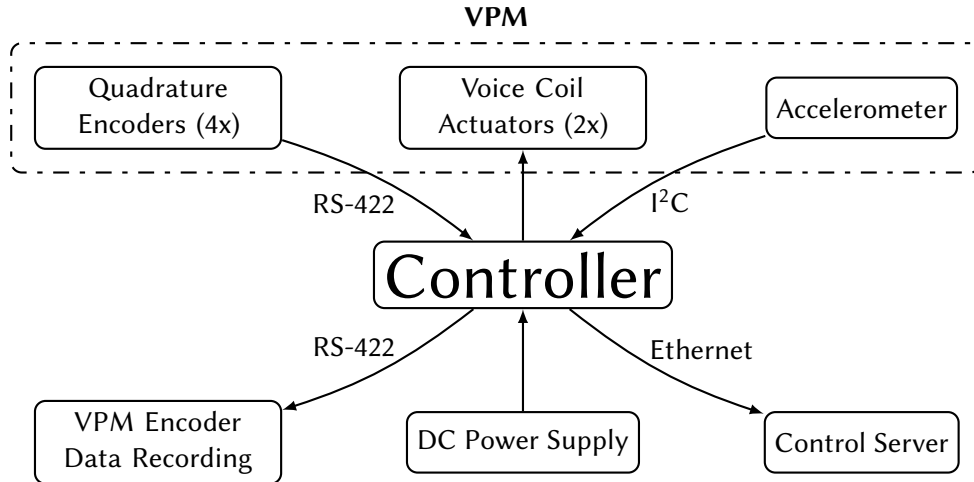 VPM
Quadrature
Encoders (4x)
Voice Coil
Actuators (2x)
Accelerometer
RS-422
I²C
Controller
RS-422
Ethernet
VPM Encoder
Data Recording
DC Power Supply
Control Server